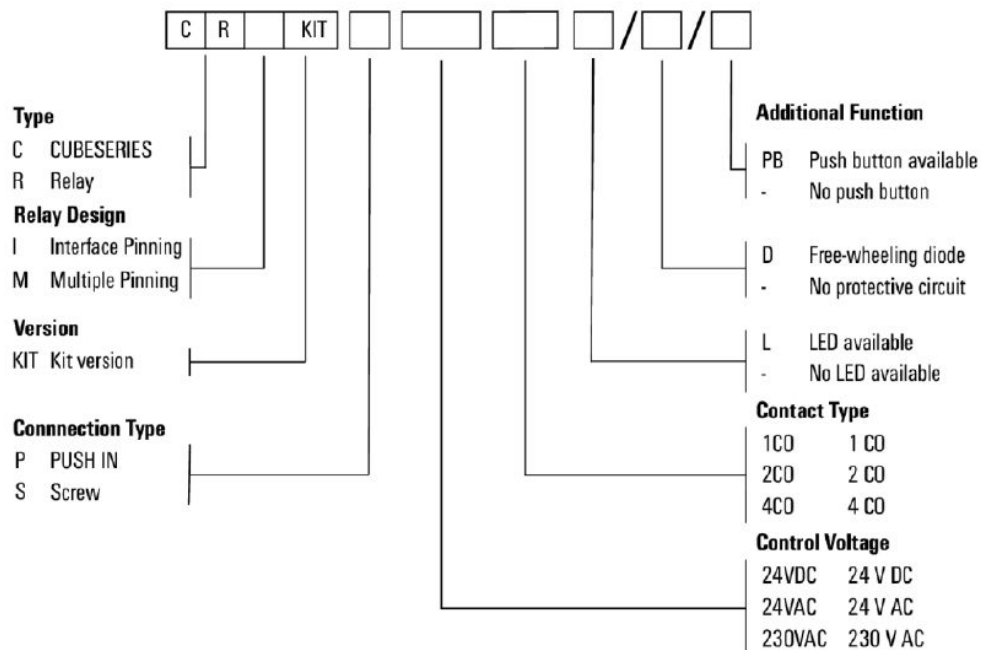 C R KIT / /
Type
C CUBESERIES
R Relay
Relay Design
I Interface Pinning
M Multiple Pinning
Version
KIT Kit version
Connnection Type
P PUSH IN
S Screw
Additional Function
PB Push button available
- No push button
D Free-wheeling diode
- No protective circuit
L LED available
- No LED available
Contact Type
1CO 1 CO
2CO 2 CO
4CO 4 CO
Control Voltage
24VDC 24 V DC
24VAC 24 V AC
230VAC 230 V AC